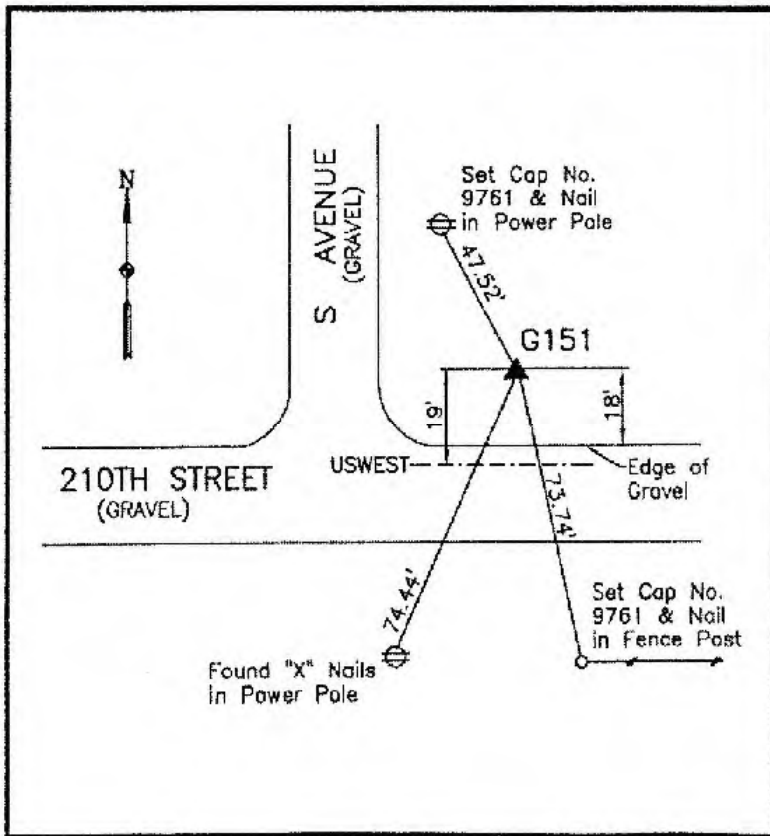 N
S AVENUE
(GRAVEL)
Set Cap No.
9761 & Nail
in Power Pole
47.52'
G151
19'
18'
USWEST
Edge of
Gravel
210TH STREET
(GRAVEL)
73.74'
74.44'
Set Cap No.
9761 & Nail
in Fence Post
Found "X" Nails
in Power Pole